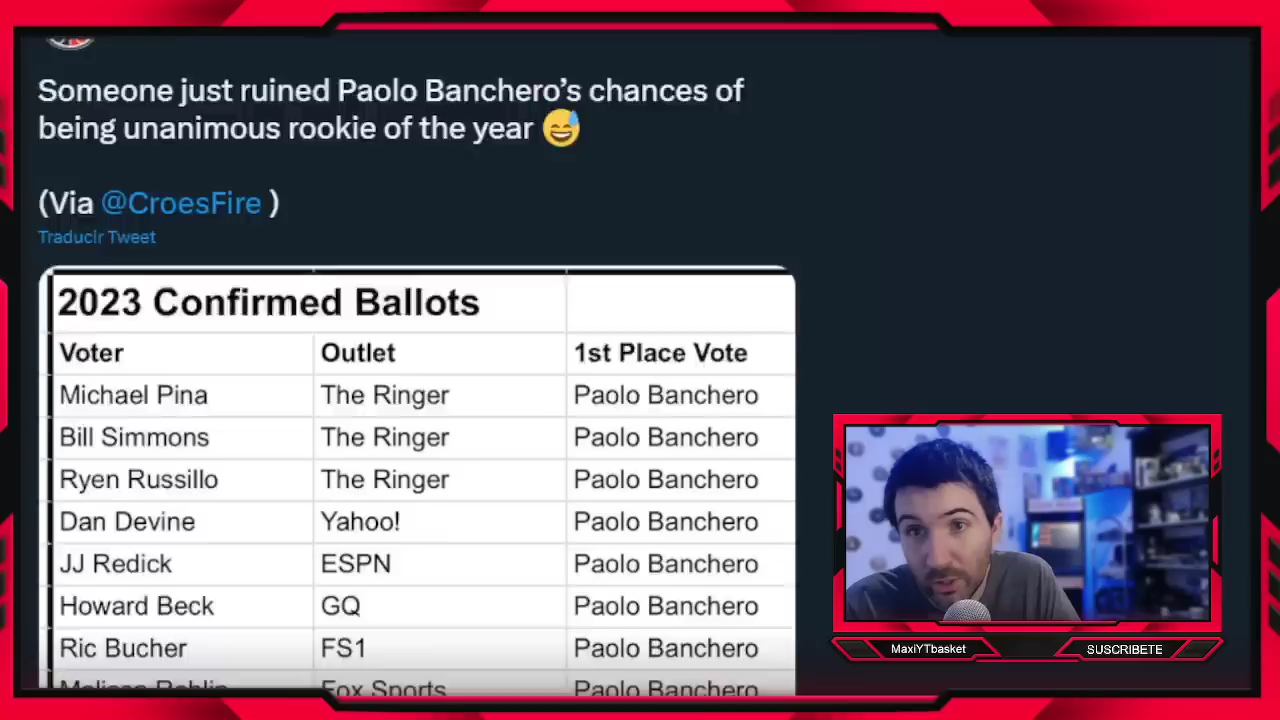 Someone just ruined Paolo Banchero’s chances of
being unanimous rookie of the year 😅
(Via @CroesFire )
Traducir Tweet
2023 Confirmed Ballots
Voter Outlet 1st Place Vote
Michael Pina The Ringer Paolo Banchero
Bill Simmons The Ringer Paolo Banchero
Ryen Russillo The Ringer Paolo Banchero
Dan Devine Yahoo! Paolo Banchero
JJ Redick ESPN Paolo Banchero
Howard Beck GQ Paolo Banchero
Ric Bucher FS1 Paolo Banchero
Fox Sports Paolo Banchero
MaxiYTbasket
SUSCRIBETE